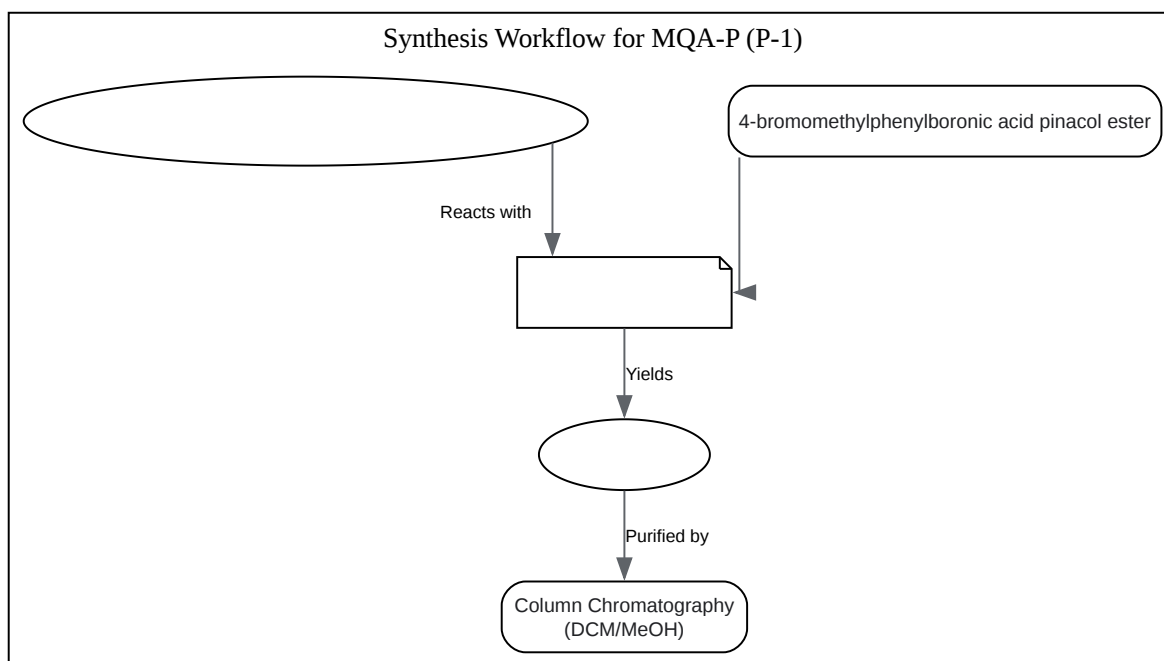 Synthesis Workflow for MQA-P (P-1)
4-bromomethylphenylboronic acid pinacol ester
Reacts with
Yields
Purified by
Column Chromatography
(DCM/MeOH)